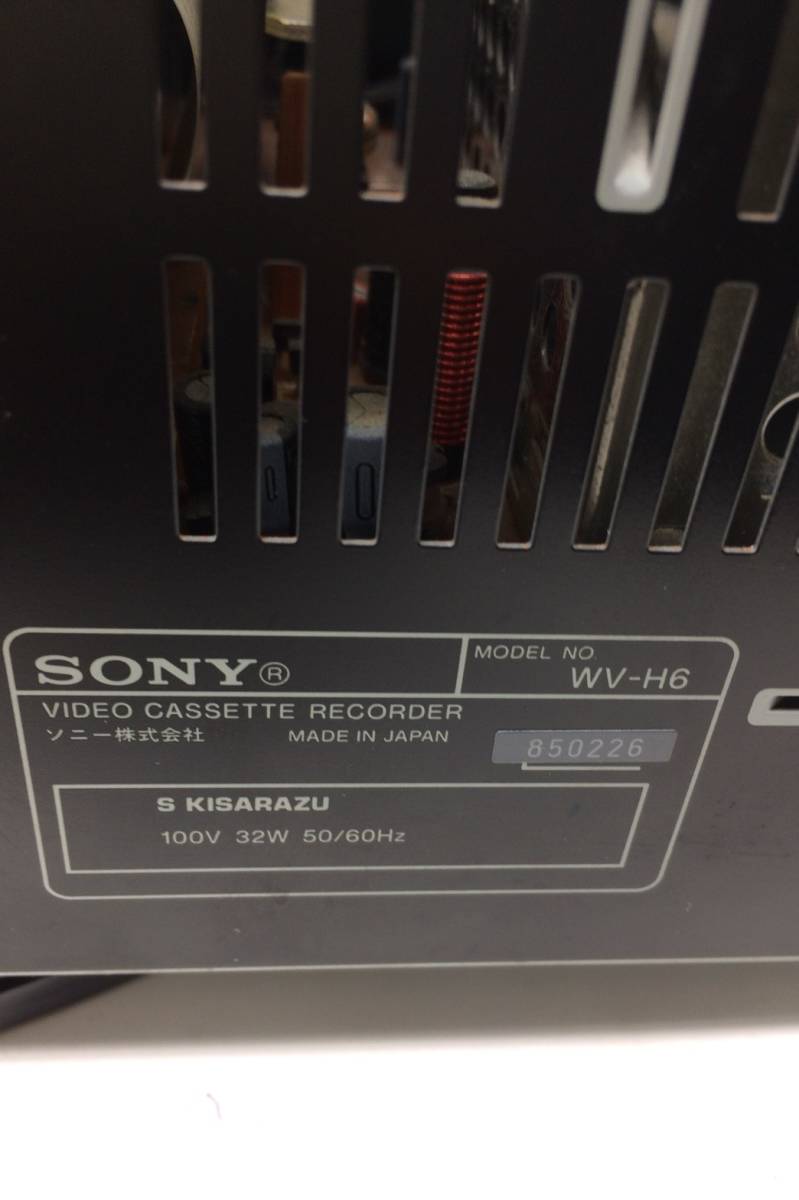 SONY®
MODEL NO.
WV-H6
VIDEO CASSETTE RECORDER
ソニー株式会社 MADE IN JAPAN 850226
S KISARAZU
100V 32W 50/60Hz